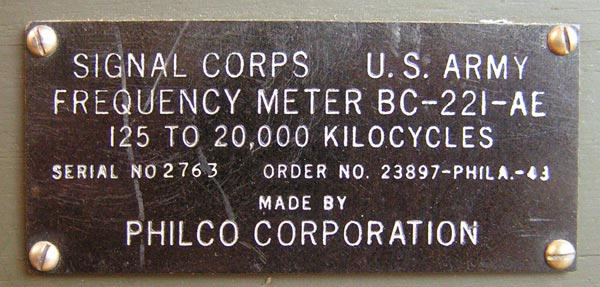 SIGNAL CORPS U.S. ARMY
FREQUENCY METER BC-221-AE
125 TO 20,000 KILOCYCLES
SERIAL NO 2763 ORDER NO. 23897-PHILA.-43
MADE BY
PHILCO CORPORATION